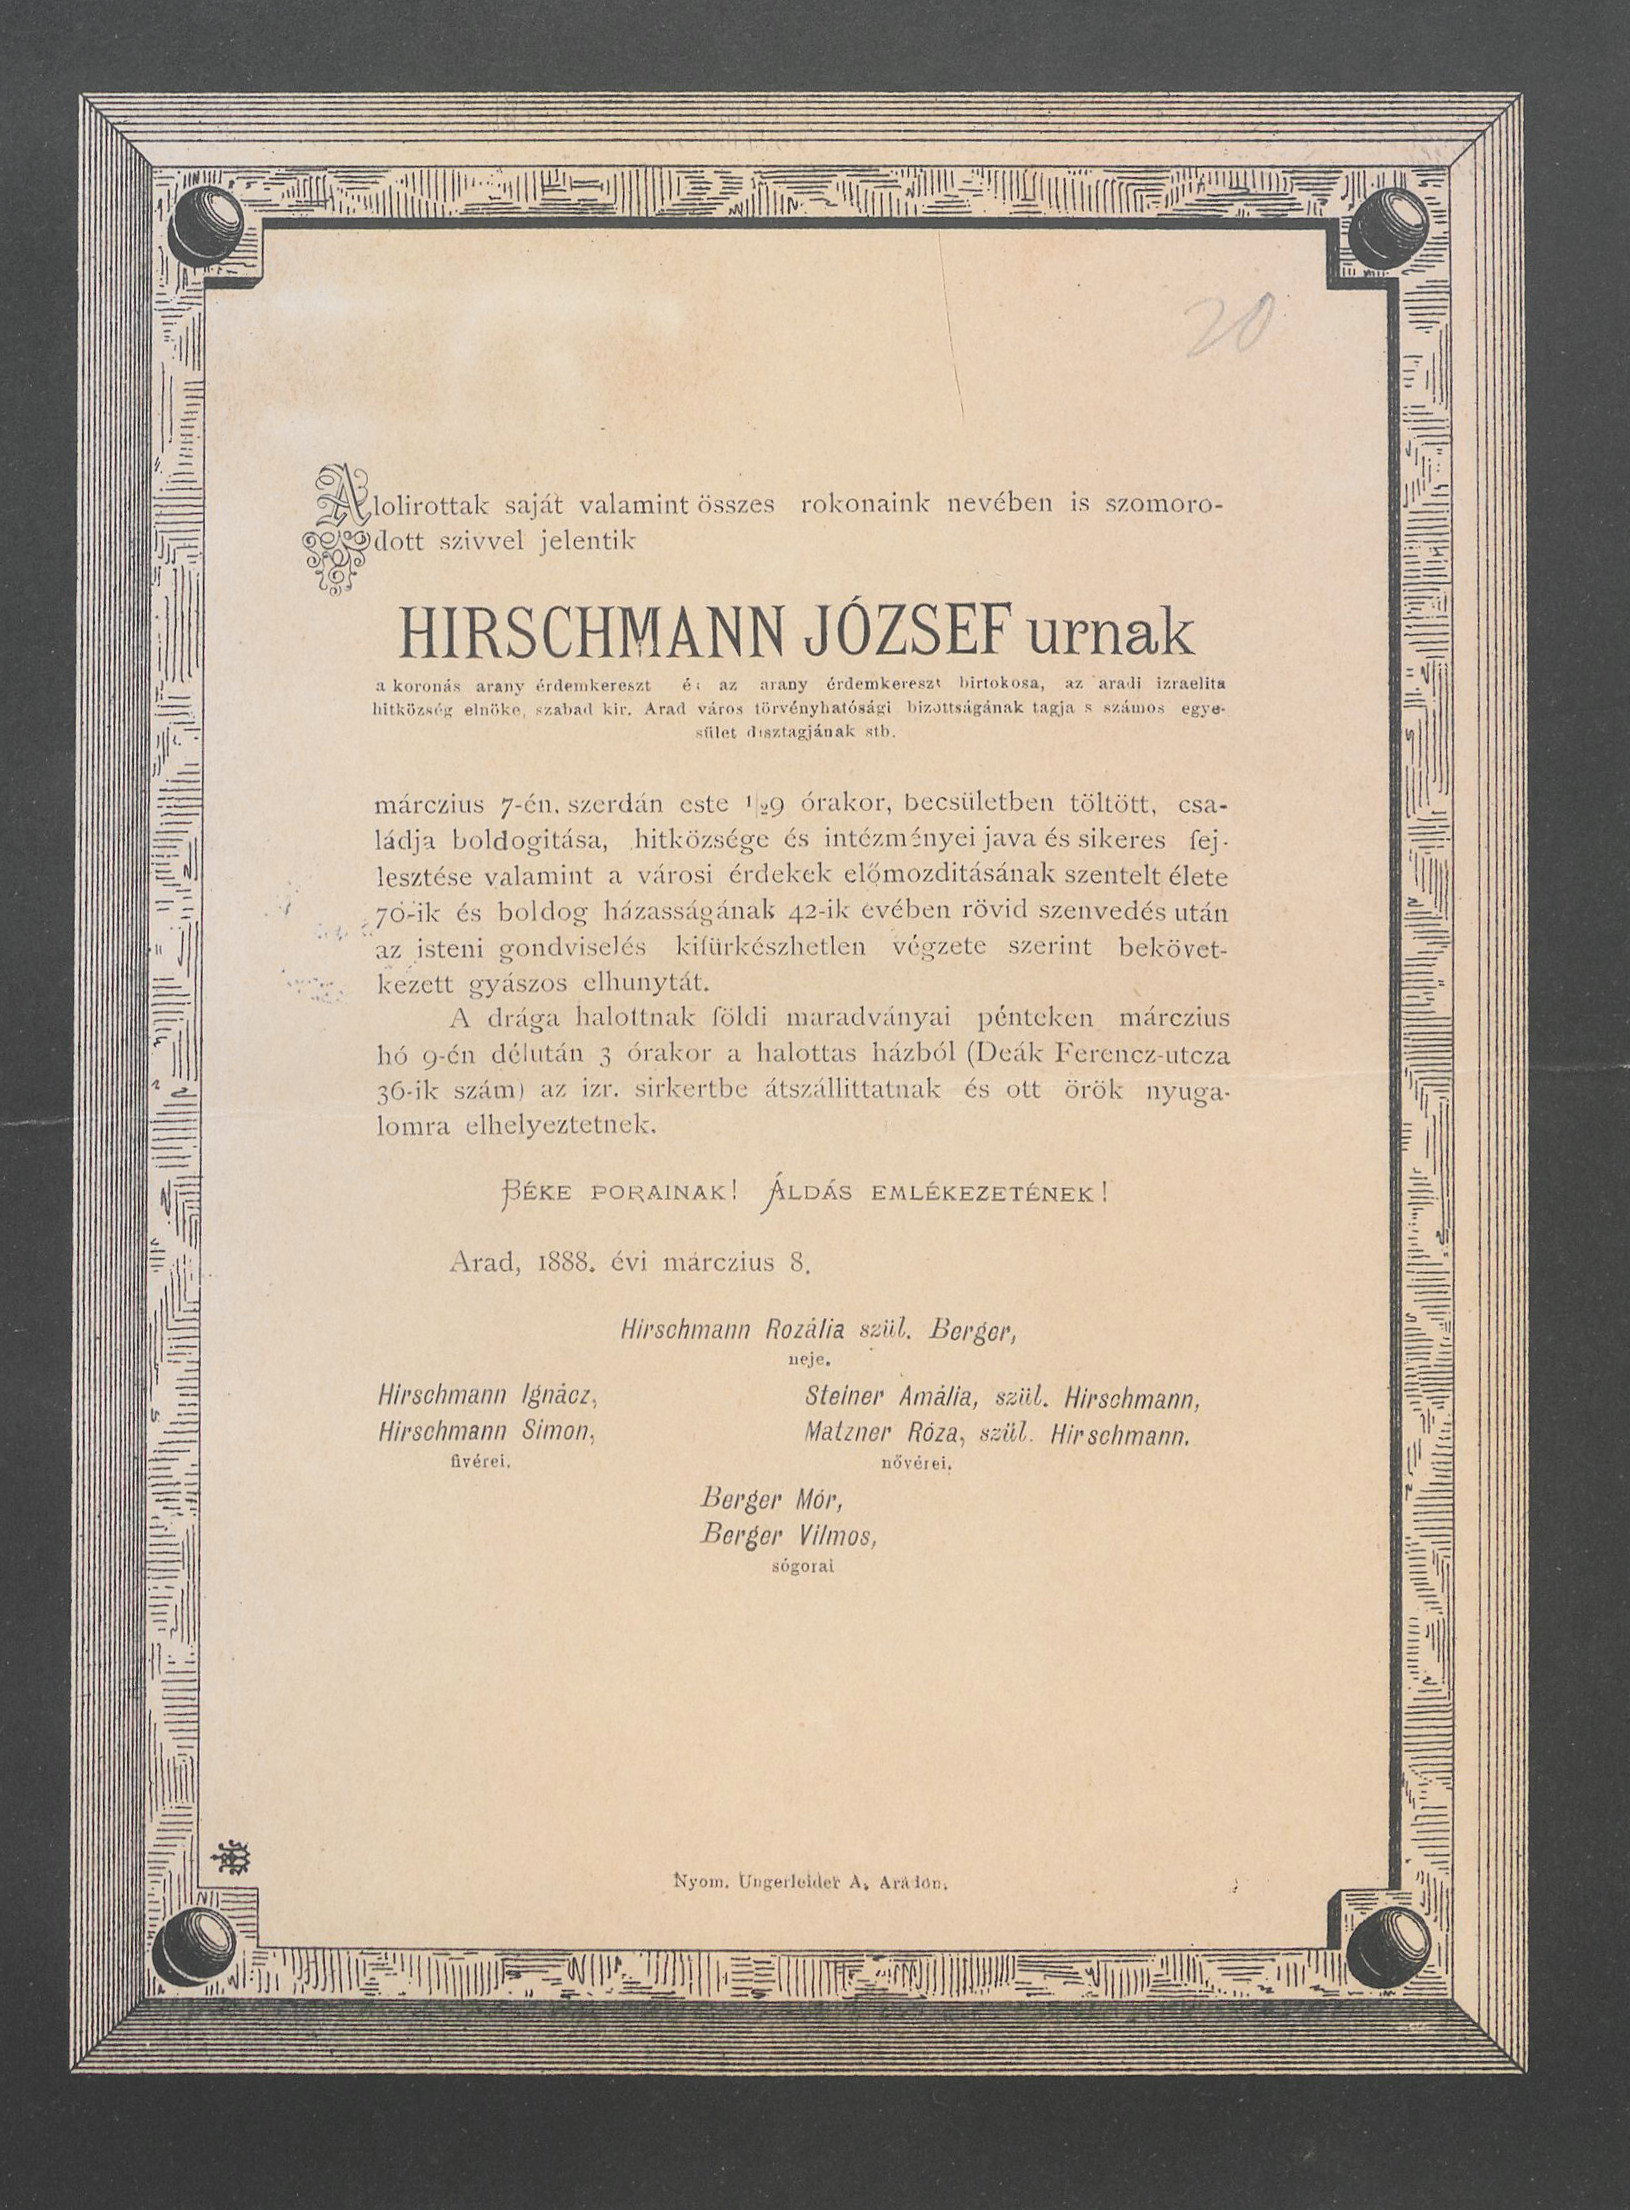 20
Alolirottak saját valamint összes rokonaink nevében is szomoro-
dott szivvel jelentik
HIRSCHMANN JÓZSEF urnak
a koronás arany érdemkereszt és az arany érdemkereszt birtokosa, az aradi izraelita
hitközség elnöke, szabad kir. Arad város törvényhatósági bizottságának tagja s számos egye-
sület disztagjának stb.
márczius 7-én, szerdán este 1/29 órakor, becsületben töltött, csa-
ládja boldogitása, hitközsége és intézményei java és sikeres fej-
lesztése valamint a városi érdekek előmozditásának szentelt élete
70-ik és boldog házasságának 42-ik évében rövid szenvedés után
az isteni gondviselés kifürkészhetlen végzete szerint bekövet-
kezett gyászos elhunytát.
A drága halottnak földi maradványai pénteken márczius
hó 9-én délután 3 órakor a halottas házból (Deák Ferencz-utcza
36-ik szám) az izr. sirkertbe átszállittatnak és ott örök nyuga-
lomra elhelyeztetnek.
BÉKE PORAINAK! ÁLDÁS EMLÉKEZETÉNEK!
Arad, 1888. évi márczius 8.
Hirschmann Rozália szül. Berger,
neje.
Hirschmann Ignácz, Steiner Amália, szül. Hirschmann,
Hirschmann Simon, Matzner Róza, szül. Hirschmann.
fivérei. nővérei.
Berger Mór,
Berger Vilmos,
sógorai
Nyom. Ungerleider A. Aradon.